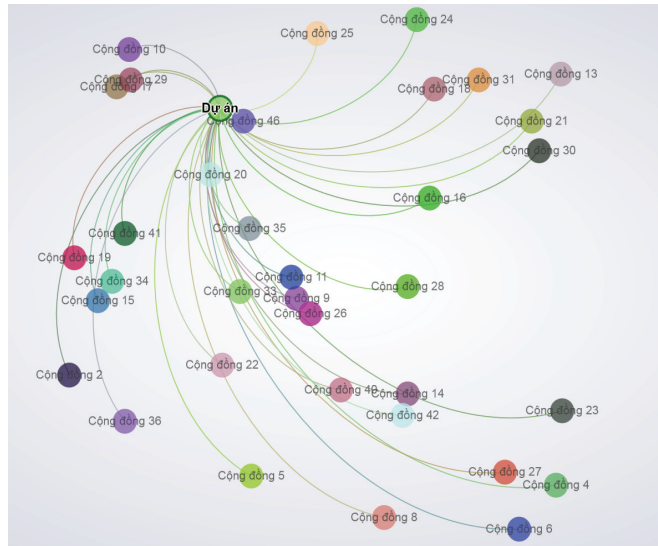 Cộng đồng 24
Cộng đồng 25
Cộng đồng 10
Cộng đồng 13
Cộng đồng 29
Cộng đồng 31
Cộng đồng 17
Cộng đồng 18
Dự án
Cộng đồng 46
Cộng đồng 21
Cộng đồng 30
Cộng đồng 20
Cộng đồng 16
Cộng đồng 35
Cộng đồng 41
Cộng đồng 19
Cộng đồng 11
Cộng đồng 34
Cộng đồng 28
Cộng đồng 33
Cộng đồng 9
Cộng đồng 15
Cộng đồng 26
Cộng đồng 22
Cộng đồng 2
Cộng đồng 40
Cộng đồng 14
Cộng đồng 23
Cộng đồng 42
Cộng đồng 36
Cộng đồng 27
Cộng đồng 5
Cộng đồng 4
Cộng đồng 8
Cộng đồng 6